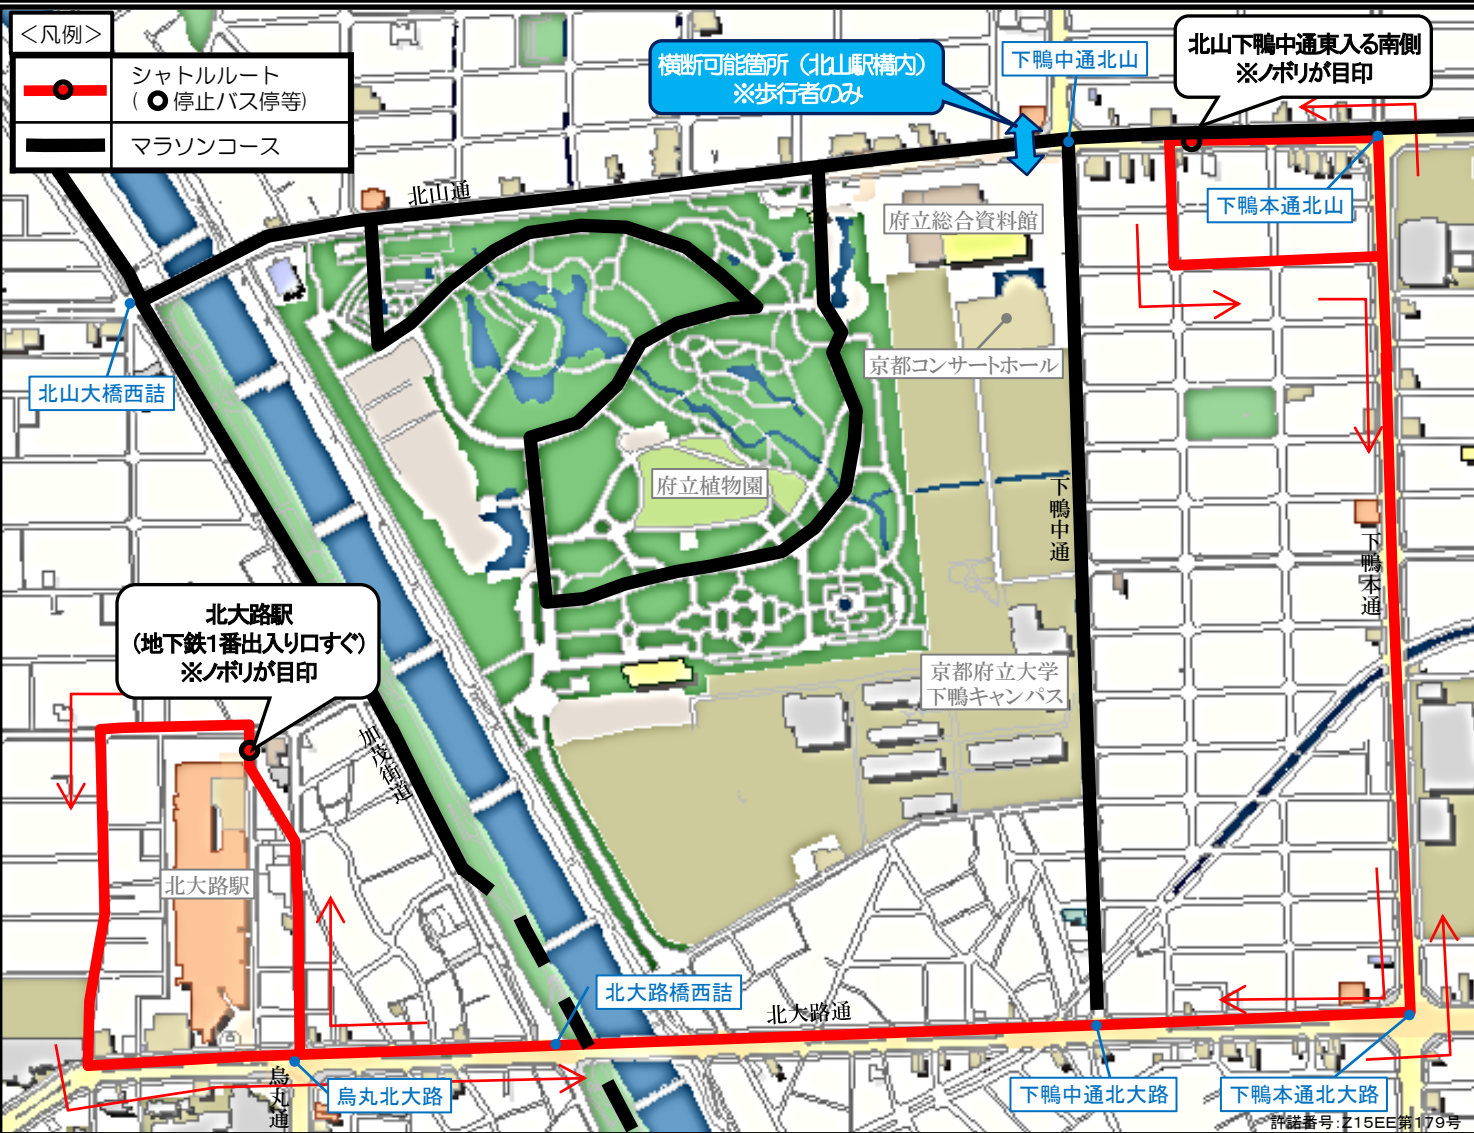 ＜凡例＞
シャトルルート
( 停止バス停等)
マラソンコース
横断可能箇所（北山駅構内）
※歩行者のみ
下鴨中通北山
北山下鴨中通東入る南側
※ノボリが目印
北山通
府立総合資料館
下鴨本通北山
京都コンサートホール
北山大橋西詰
府立植物園
下鴨中通
下鴨本通
北大路駅
(地下鉄1番出入り口すぐ)
※ノボリが目印
京都府立大学
下鴨キャンパス
加茂街道
北大路駅
北大路橋西詰
北大路通
烏丸通
烏丸北大路
下鴨中通北大路
下鴨本通北大路
許諾番号:Z15EE第179号